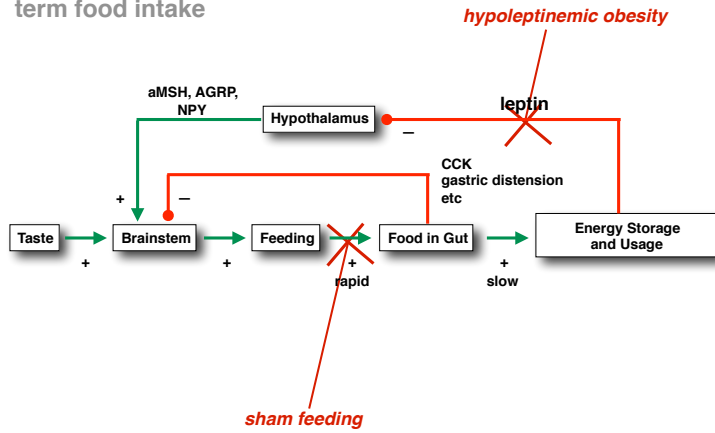 term food intake
hypoleptinemic obesity
aMSH, AGRP,
NPY
Hypothalamus
leptin
–
CCK
gastric distension
etc
+
–
Taste
Brainstem
Feeding
Food in Gut
Energy Storage
and Usage
+
+
+
rapid
+
slow
sham feeding